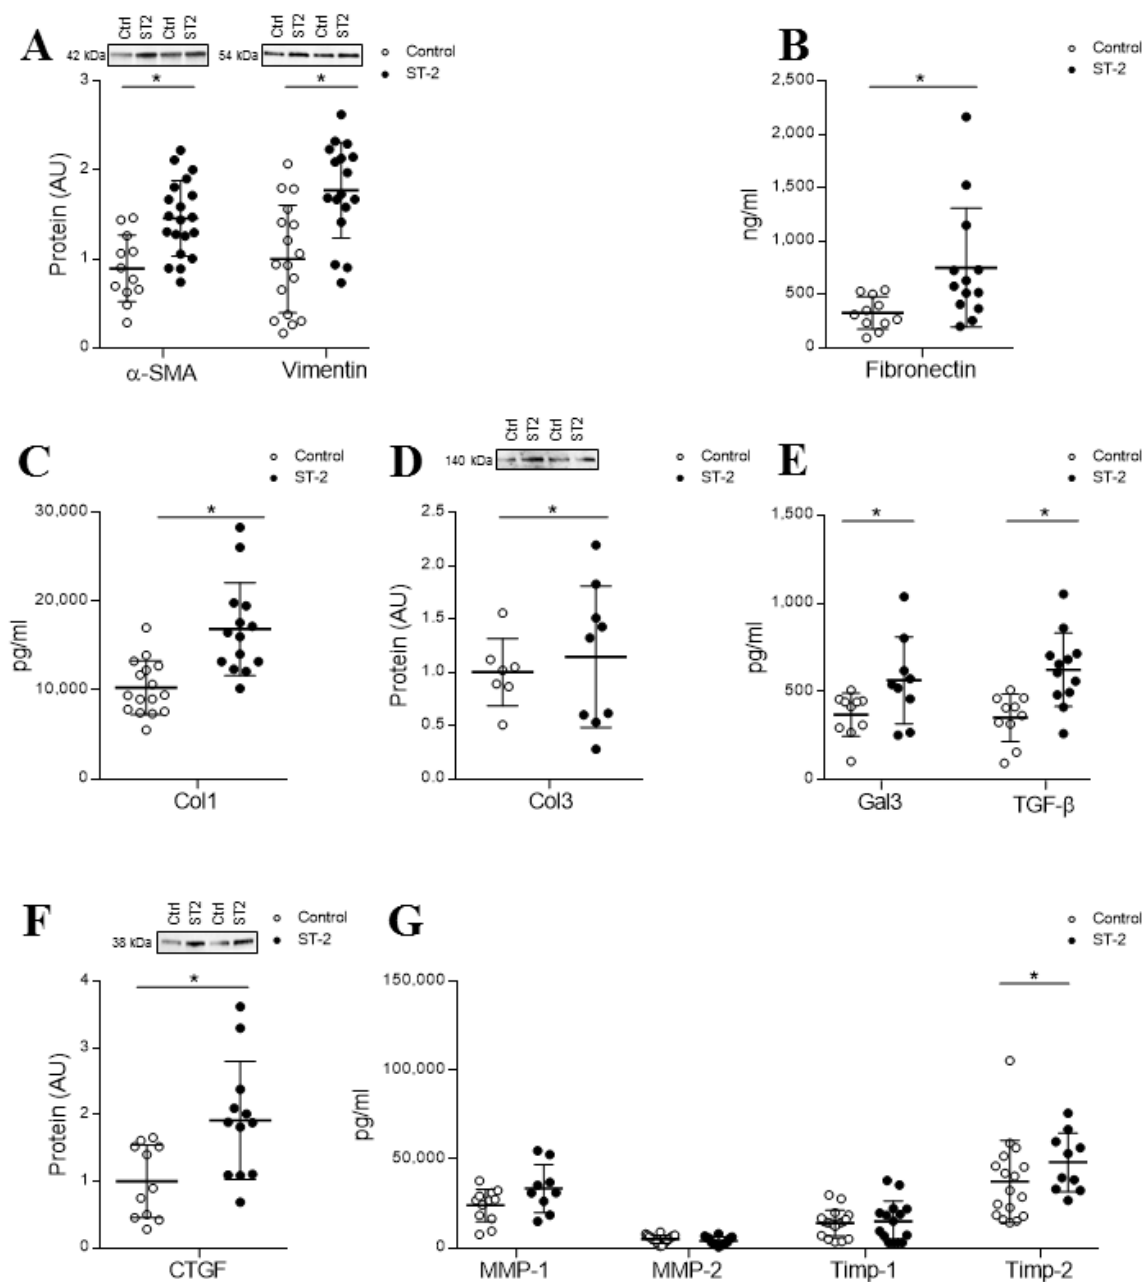 A
Ctrl ST2 Ctrl ST2
42 kDa
Ctrl ST2 Ctrl ST2
54 kDa
Control
ST-2
*
*
3
2
1
0
Protein (AU)
α-SMA
Vimentin
B
Control
ST-2
*
2,500
2,000
1,500
1,000
500
0
ng/ml
Fibronectin
C
Control
ST-2
*
30,000
20,000
10,000
0
pg/ml
Col1
D
Ctrl ST2 Ctrl ST2
140 kDa
Control
ST-2
*
2.5
2.0
1.5
1.0
0.5
0.0
Protein (AU)
Col3
E
Control
ST-2
*
*
1,500
1,000
500
0
pg/ml
Gal3
TGF-β
F
Ctrl ST2 Ctrl ST2
38 kDa
Control
ST-2
*
4
3
2
1
0
Protein (AU)
CTGF
G
Control
ST-2
*
150,000
100,000
50,000
0
pg/ml
MMP-1
MMP-2
Timp-1
Timp-2